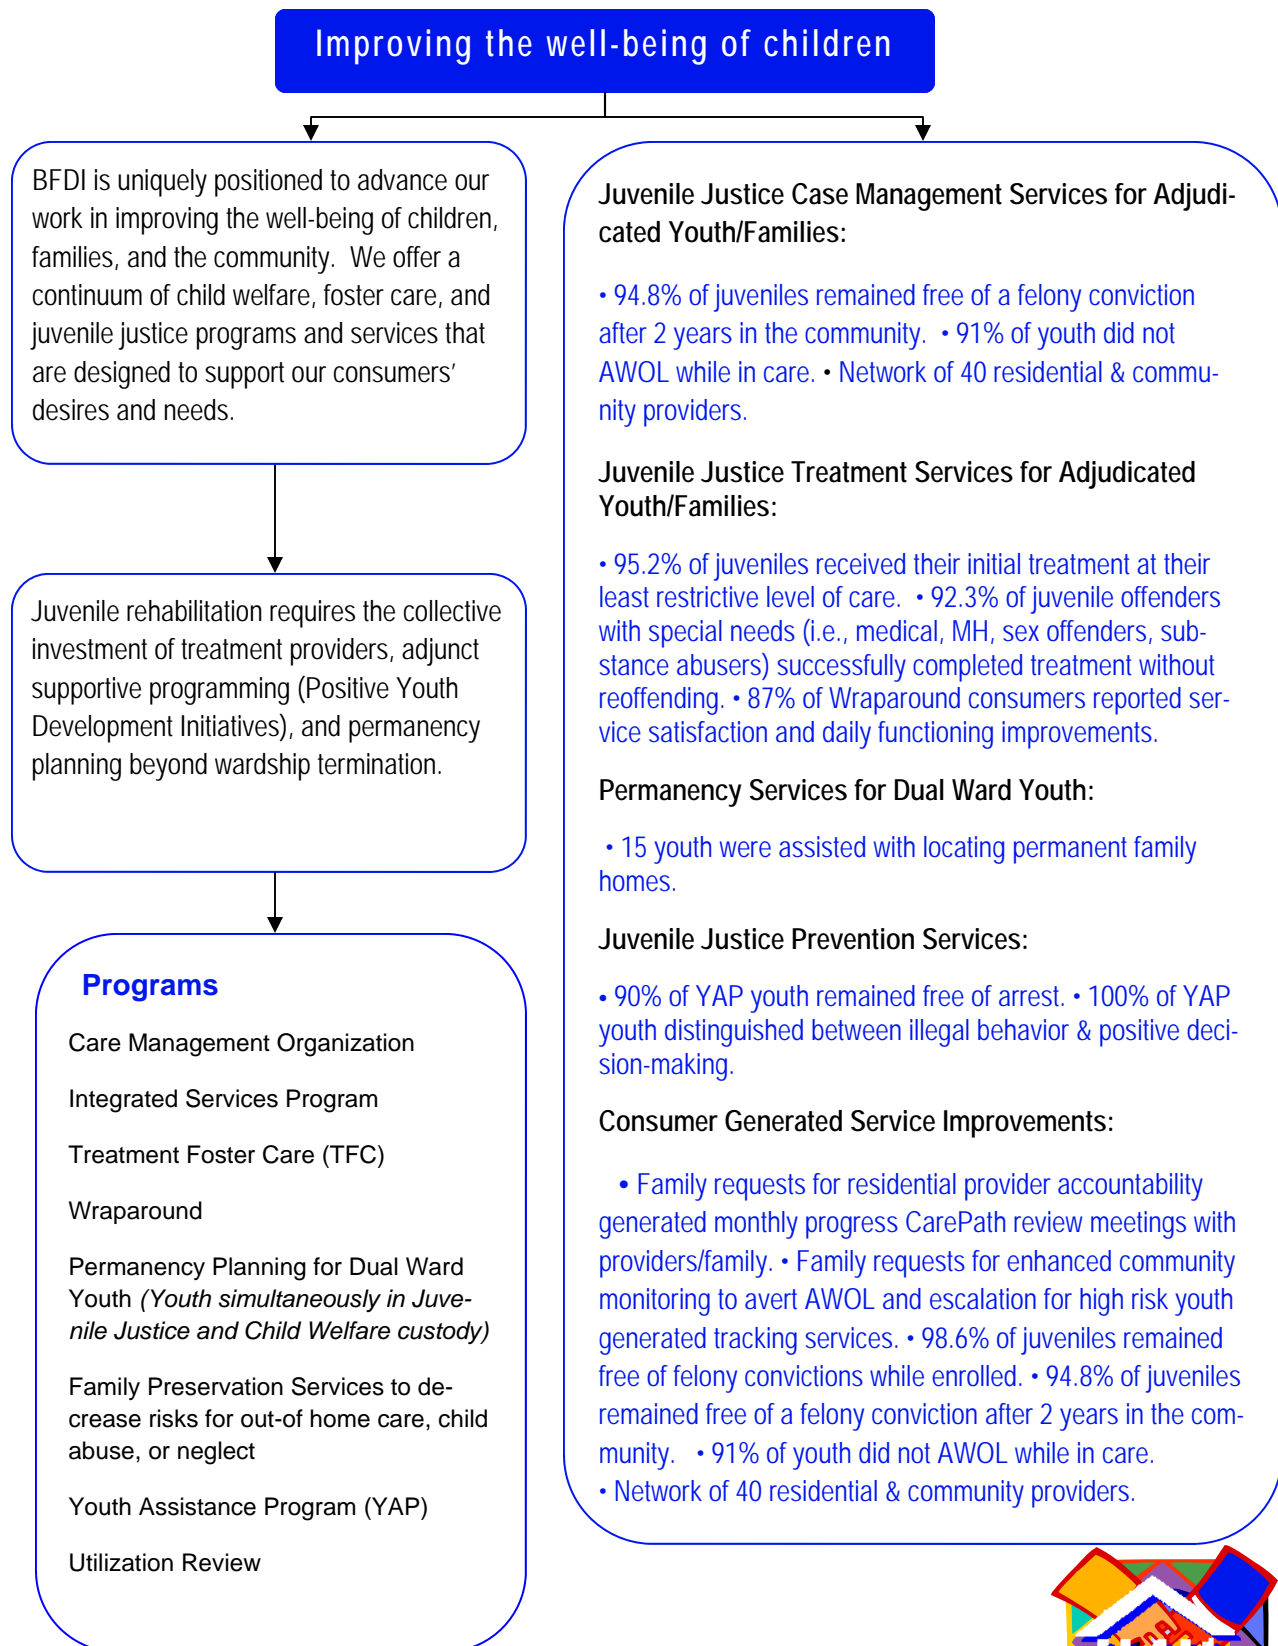 Improving the well-being of children
BFDI is uniquely positioned to advance our
work in improving the well-being of children,
families, and the community.  We offer a
continuum of child welfare, foster care, and
juvenile justice programs and services that
are designed to support our consumers’
desires and needs.
Juvenile rehabilitation requires the collective
investment of treatment providers, adjunct
supportive programming (Positive Youth
Development Initiatives), and permanency
planning beyond wardship termination.
Programs
Care Management Organization
Integrated Services Program
Treatment Foster Care (TFC)
Wraparound
Permanency Planning for Dual Ward
Youth (Youth simultaneously in Juve-
nile Justice and Child Welfare custody)
Family Preservation Services to de-
crease risks for out-of home care, child
abuse, or neglect
Youth Assistance Program (YAP)
Utilization Review
Juvenile Justice Case Management Services for Adjudi-
cated Youth/Families:
• 94.8% of juveniles remained free of a felony conviction
after 2 years in the community.  • 91% of youth did not
AWOL while in care. • Network of 40 residential & commu-
nity providers.
Juvenile Justice Treatment Services for Adjudicated
Youth/Families:
• 95.2% of juveniles received their initial treatment at their
least restrictive level of care.  • 92.3% of juvenile offenders
with special needs (i.e., medical, MH, sex offenders, sub-
stance abusers) successfully completed treatment without
reoffending. • 87% of Wraparound consumers reported ser-
vice satisfaction and daily functioning improvements.
Permanency Services for Dual Ward Youth:
• 15 youth were assisted with locating permanent family
homes.
Juvenile Justice Prevention Services:
• 90% of YAP youth remained free of arrest. • 100% of YAP
youth distinguished between illegal behavior & positive deci-
sion-making.
Consumer Generated Service Improvements:
• Family requests for residential provider accountability
generated monthly progress CarePath review meetings with
providers/family. • Family requests for enhanced community
monitoring to avert AWOL and escalation for high risk youth
generated tracking services. • 98.6% of juveniles remained
free of felony convictions while enrolled. • 94.8% of juveniles
remained free of a felony conviction after 2 years in the com-
munity.   • 91% of youth did not AWOL while in care.
• Network of 40 residential & community providers.